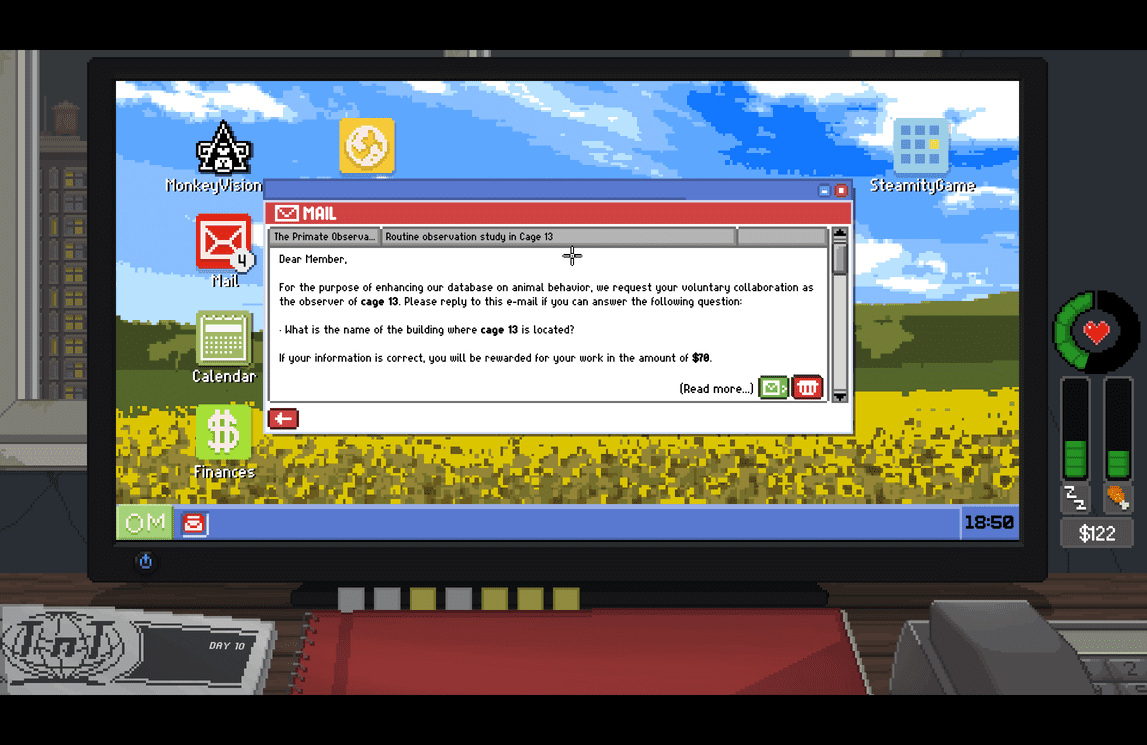 MonkeyVision
SteamityGame
MAIL
The Primate Observa... Routine observation study in Cage 13
Dear Member,
For the purpose of enhancing our database on animal behavior, we request your voluntary collaboration as
the observer of cage 13. Please reply to this e-mail if you can answer the following question:
· What is the name of the building where cage 13 is located?
If your information is correct, you will be rewarded for your work in the amount of $70.
(Read more...)
4
Mail
Calendar
$
Finances
OM
18:50
ZZ
$122
TnT
DAY 10
2